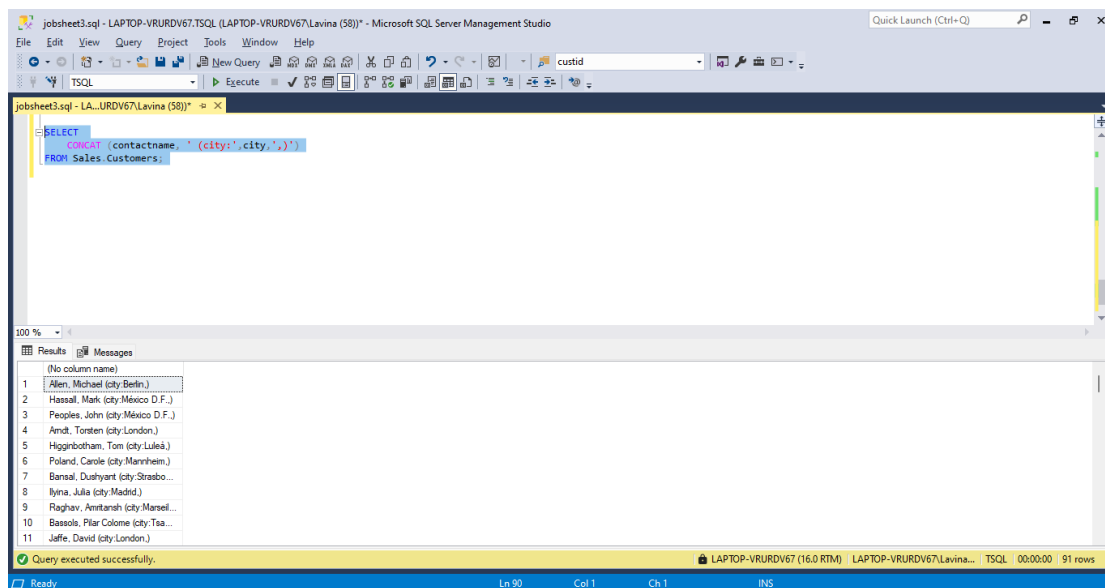 jobsheet3.sql - LAPTOP-VRURDV67.TSQL (LAPTOP-VRURDV67\Lavina (58))* - Microsoft SQL Server Management Studio
Quick Launch (Ctrl+Q)
File Edit View Query Project Tools Window Help
New Query
custid
TSQL
Execute
jobsheet3.sql - LA...URDV67\Lavina (58))*
SELECT
CONCAT (contactname, ' (city:',city,',)')
FROM Sales.Customers;
100 %
Results Messages
(No column name)
1 Allen, Michael (city:Berlin,)
2 Hassall, Mark (city:México D.F.,)
3 Peoples, John (city:México D.F.,)
4 Arndt, Torsten (city:London,)
5 Higginbotham, Tom (city:Luleå,)
6 Poland, Carole (city:Mannheim,)
7 Bansal, Dushyant (city:Strasbo...
8 Ilyina, Julia (city:Madrid,)
9 Raghav, Amritansh (city:Marseil...
10 Bassols, Pilar Colome (city:Tsa...
11 Jaffe, David (city:London,)
Query executed successfully.
LAPTOP-VRURDV67 (16.0 RTM) LAPTOP-VRURDV67\Lavina... TSQL 00:00:00 91 rows
Ready
Ln 90 Col 1 Ch 1 INS